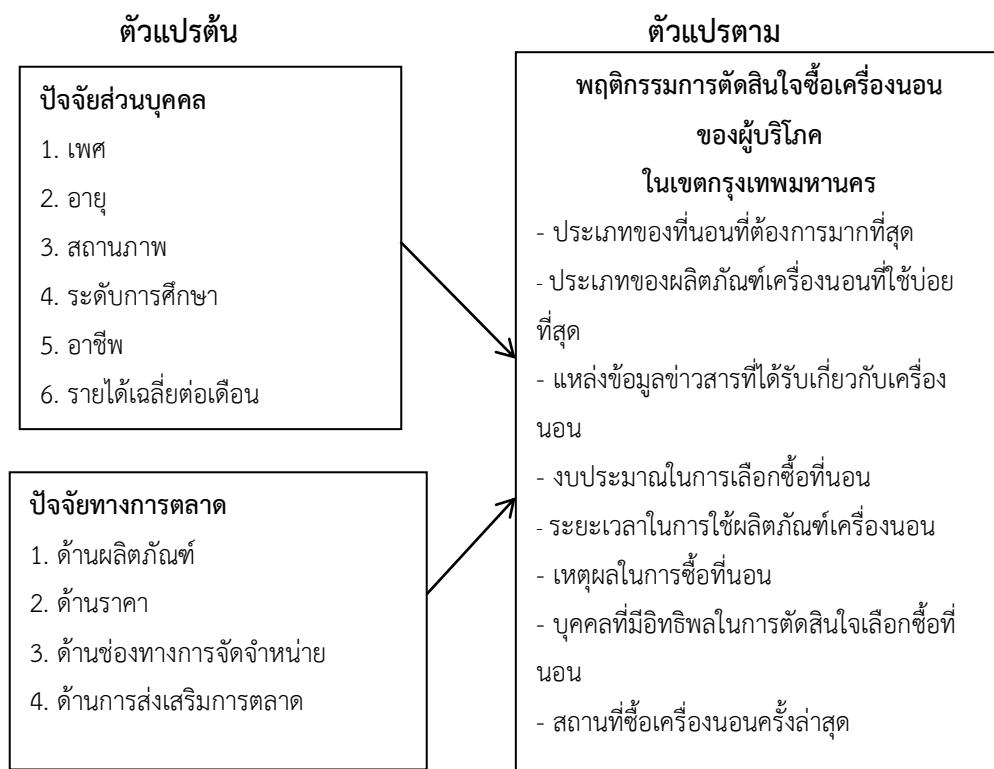 ตัวแปรต้น
ปัจจัยส่วนบุคคล
1. เพศ
2. อายุ
3. สถานภาพ
4. ระดับการศึกษา
5. อาชีพ
6. รายได้เฉลี่ยต่อเดือน
ปัจจัยทางการตลาด
1. ด้านผลิตภัณฑ์
2. ด้านราคา
3. ด้านช่องทางการจัดจำหน่าย
4. ด้านการส่งเสริมการตลาด
ตัวแปรตาม
พฤติกรรมการตัดสินใจซื้อเครื่องนอน
ของผู้บริโภค
ในเขตกรุงเทพมหานคร
- ประเภทของที่นอนที่ต้องการมากที่สุด
- ประเภทของผลิตภัณฑ์เครื่องนอนที่ใช้บ่อย
ที่สุด
- แหล่งข้อมูลข่าวสารที่ได้รับเกี่ยวกับเครื่อง
นอน
- งบประมาณในการเลือกซื้อที่นอน
- ระยะเวลาในการใช้ผลิตภัณฑ์เครื่องนอน
- เหตุผลในการซื้อที่นอน
- บุคคลที่มีอิทธิพลในการตัดสินใจเลือกซื้อที่
นอน
- สถานที่ซื้อเครื่องนอนครั้งล่าสุด